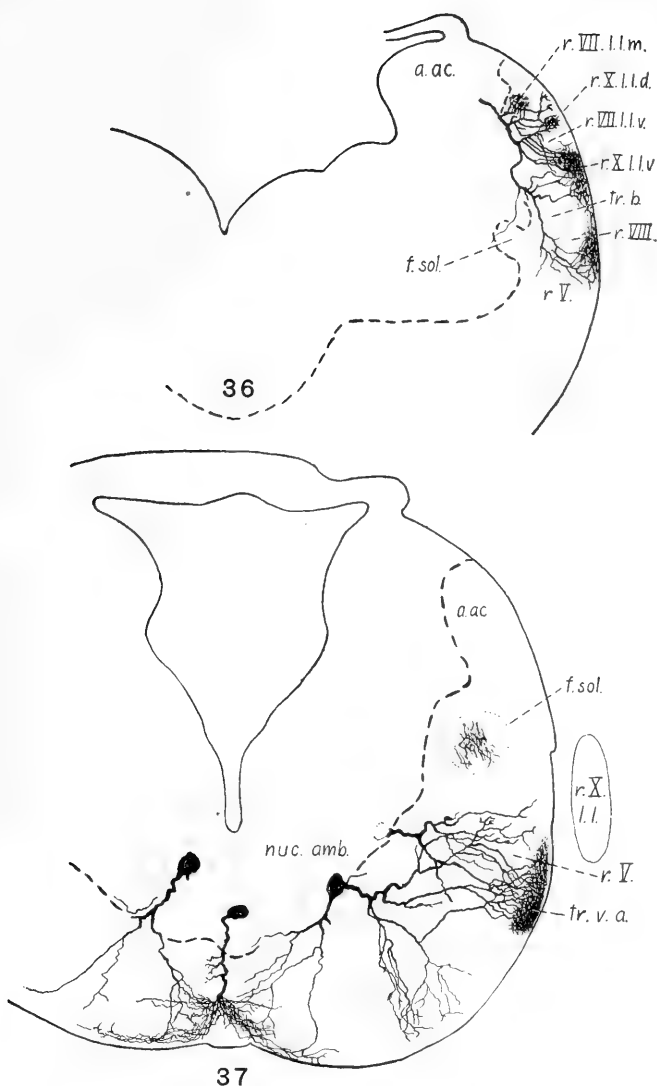 r. VII. l. l. m.
a. ac.
r. X. l. l. d.
r. VII. l. l. v.
r. X. l. l. v
tr. b.
r. VIII.
f. sol.
r V.
36
a. ac
f. sol.
r. X.
l. l.
nuc. amb.
r. V.
tr. v. a.
37